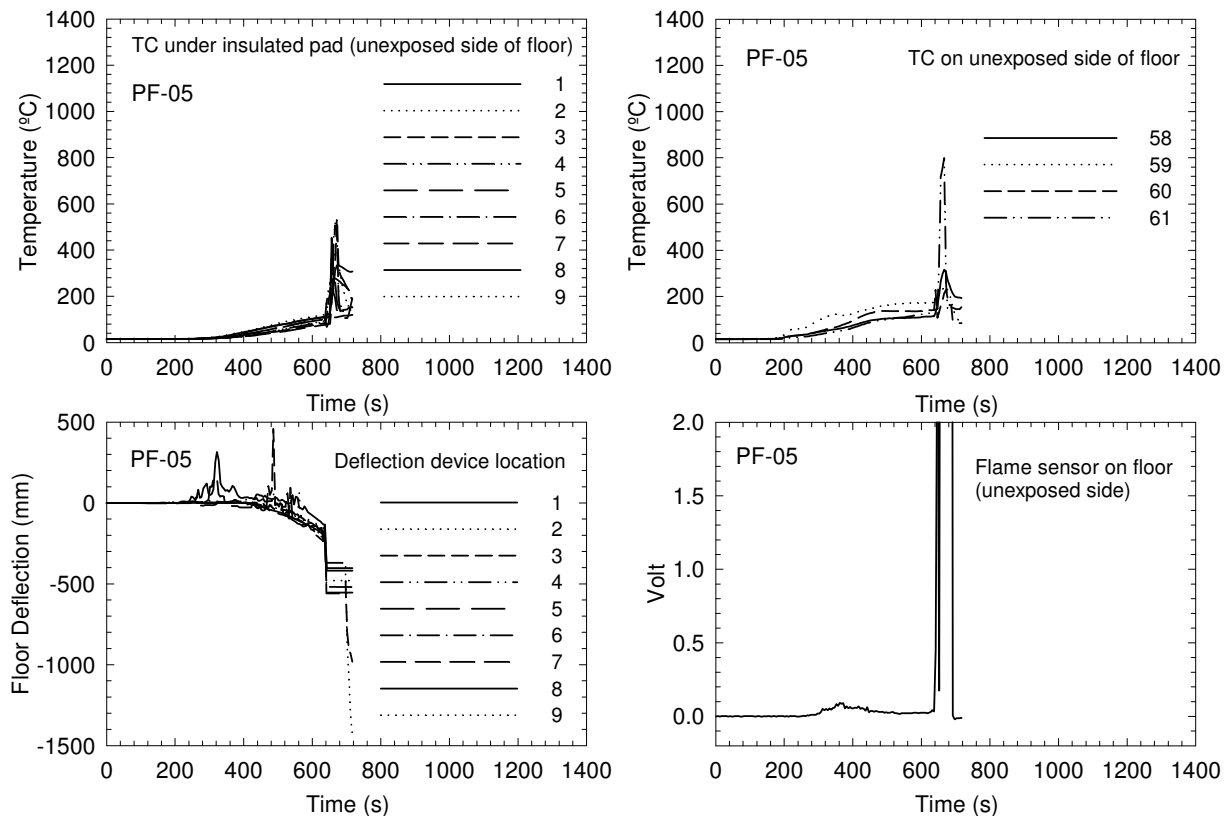 1400
1200
1000
800
600
400
200
0
Temperature (ºC)
TC under insulated pad (unexposed side of floor)
PF-05
1
2
3
4
5
6
7
8
9
0 200 400 600 800 1000 1200 1400
Time (s)
1400
1200
1000
800
600
400
200
0
Temperature (ºC)
PF-05
TC on unexposed side of floor
58
59
60
61
0 200 400 600 800 1000 1200 1400
Time (s)
500
0
-500
-1000
-1500
Floor Deflection (mm)
PF-05
Deflection device location
1
2
3
4
5
6
7
8
9
0 200 400 600 800 1000 1200 1400
Time (s)
2.0
1.5
1.0
0.5
0.0
Volt
PF-05
Flame sensor on floor
(unexposed side)
0 200 400 600 800 1000 1200 1400
Time (s)